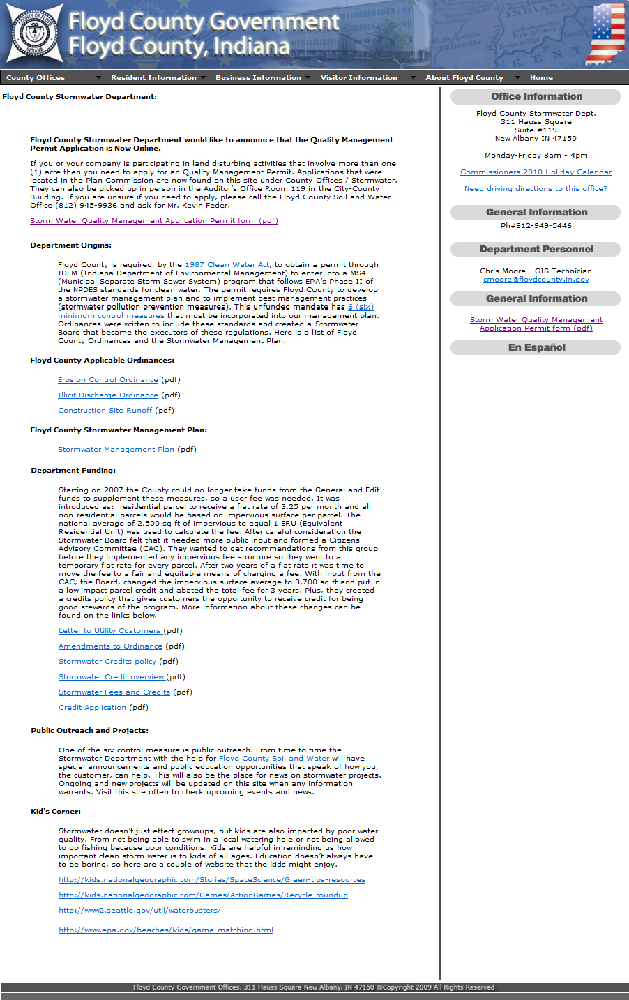 Floyd County Government
Floyd County, Indiana
County Offices Resident Information Business Information Visitor Information About Floyd County Home
Floyd County Stormwater Department:
Floyd County Stormwater Department would like to announce that the Quality Management
Permit Application is Now Online.
If you or your company is participating in land disturbing activities that involve more than one
(1) acre then you need to apply for an Quality Management Permit. Applications that were
located in the Plan Commission are now found on this site under County Offices / Stormwater.
They can also be picked up in person in the Auditor's Office Room 119 in the City-County
Building. If you are unsure if you need to apply, please call the Floyd County Soil and Water
Office (812) 945-9936 and ask for Mr. Kevin Feder.
Storm Water Quality Management Application Permit form (pdf)
Department Origins:
Floyd County is required, by the 1987 Clean Water Act, to obtain a permit through
IDEM (Indiana Department of Environmental Management) to enter into a MS4
(Municipal Separate Storm Sewer System) program that follows EPA's Phase II of
the NPDES standards for clean water. The permit requires Floyd County to develop
a stormwater management plan and to implement best management practices
(stormwater pollution prevention measures). This unfunded mandate has 6 (six)
minimum control measures that must be incorporated into our management plan.
Ordinances were written to include these standards and created a Stormwater
Board that became the executors of these regulations. Here is a list of Floyd
County Ordinances and the Stormwater Management Plan.
Floyd County Applicable Ordinances:
Erosion Control Ordinance (pdf)
Illicit Discharge Ordinance (pdf)
Construction Site Runoff (pdf)
Floyd County Stormwater Management Plan:
Stormwater Management Plan (pdf)
Department Funding:
Starting on 2007 the County could no longer take funds from the General and Edit
funds to supplement these measures, so a user fee was needed. It was
introduced as: residential parcel to receive a flat rate of 3.25 per month and all
non-residential parcels would be based on impervious surface per parcel. The
national average of 2,500 sq ft of impervious to equal 1 ERU (Equivalent
Residential Unit) was used to calculate the fee. After careful consideration the
Stormwater Board felt that it needed more public input and formed a Citizens
Advisory Committee (CAC). They wanted to get recommendations from this group
before they implemented any impervious fee structure so they went to a
temporary flat rate for every parcel. After two years of a flat rate it was time to
move the fee to a fair and equitable means of charging a fee. With input from the
CAC, the Board, changed the impervious surface average to 3,700 sq ft and put in
a low impact parcel credit and abated the total fee for 3 years. Plus, they created
a credits policy that gives customers the opportunity to receive credit for being
good stewards of the program. More information about these changes can be
found on the links below.
Letter to Utility Customers (pdf)
Amendments to Ordinance (pdf)
Stormwater Credits policy (pdf)
Stormwater Credit overview (pdf)
Stormwater Fees and Credits (pdf)
Credit Application (pdf)
Public Outreach and Projects:
One of the six control measure is public outreach. From time to time the
Stormwater Department with the help for Floyd County Soil and Water will have
special announcements and public education opportunities that speak of how you,
the customer, can help. This will also be the place for news on stormwater projects.
Ongoing and new projects will be updated on this site when any information
warrants. Visit this site often to check upcoming events and news.
Kid's Corner:
Stormwater doesn't just effect grownups, but kids are also impacted by poor water
quality. From not being able to swim in a local watering hole or not being allowed
to go fishing because poor conditions. Kids are helpful in reminding us how
important clean storm water is to kids of all ages. Education doesn't always have
to be boring, so here are a couple of website that the kids might enjoy.
http://kids.nationalgeographic.com/Stories/SpaceScience/Green-tips-resources
http://kids.nationalgeographic.com/Games/ActionGames/Recycle-roundup
http://www2.seattle.gov/util/waterbusters/
http://www.epa.gov/beaches/kids/game-matching.html
Office Information
Floyd County Stormwater Dept.
311 Hauss Square
Suite #119
New Albany IN 47150
Monday-Friday 8am - 4pm
Commissioners 2010 Holiday Calendar
Need driving directions to this office?
General Information
Ph#812-949-5446
Department Personnel
Chris Moore - GIS Technician
cmoore@floydcounty.in.gov
General Information
Storm Water Quality Management
Application Permit form (pdf)
En Español
Floyd County Government Offices, 311 Hauss Square New Albany, IN 47150 ©Copyright 2009 All Rights Reserved